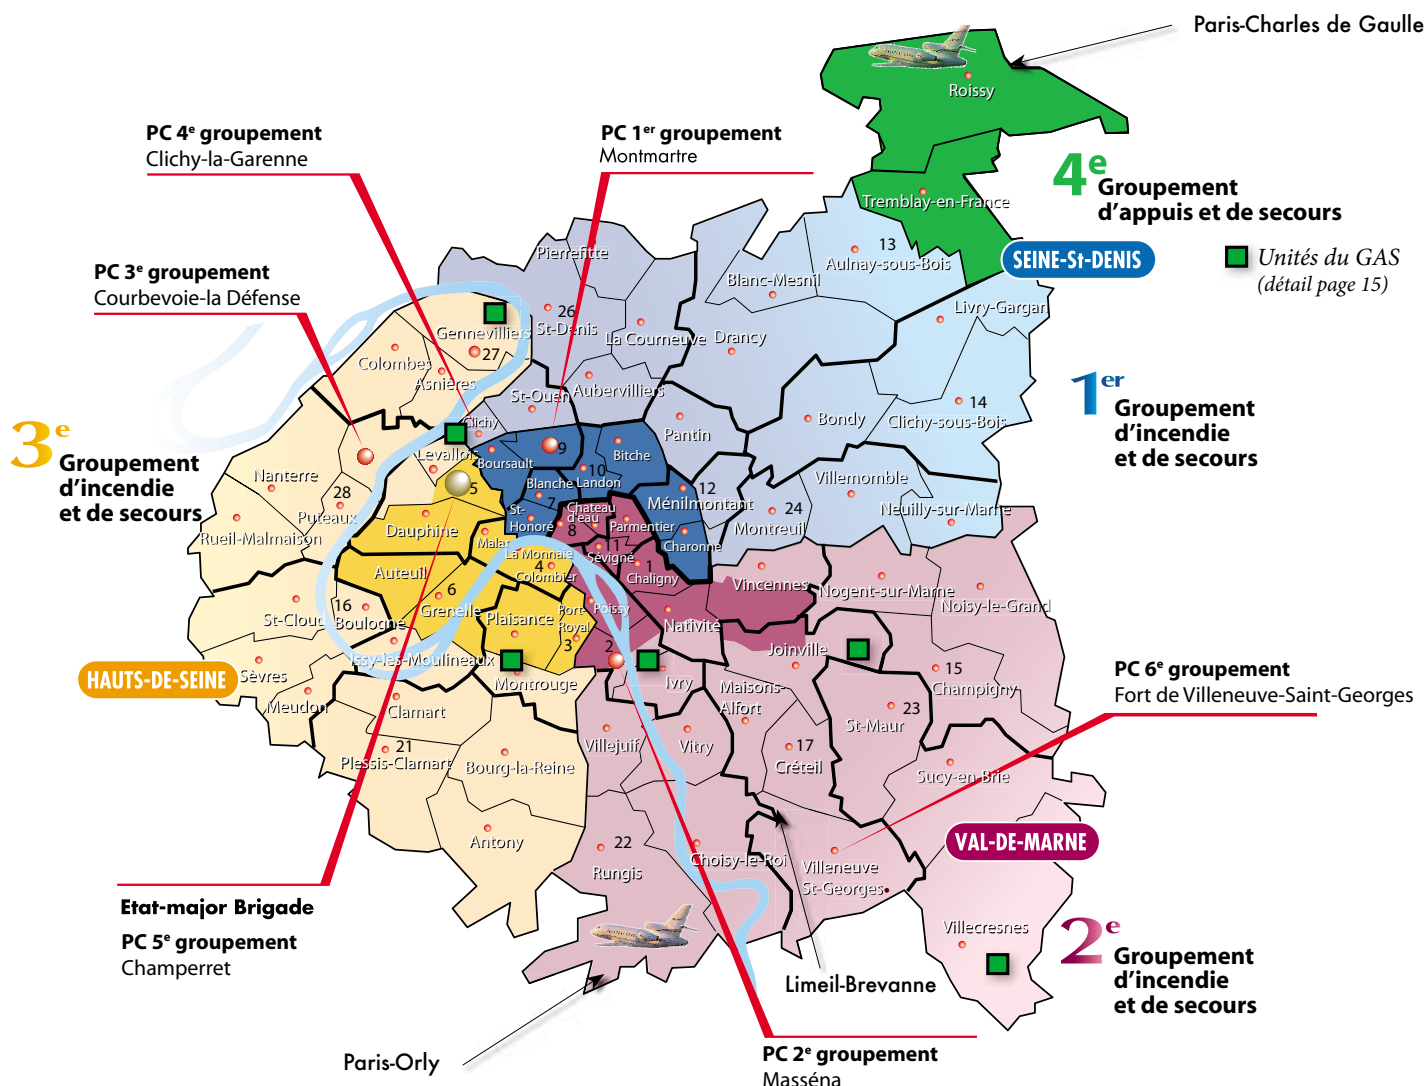 Paris-Charles de Gaulle
Roissy
PC 4e groupement
Clichy-la-Garenne
PC 1er groupement
Montmartre
4e
Groupement
d'appuis et de secours
Tremblay-en-France
SEINE-St-DENIS
Unités du GAS
(détail page 15)
PC 3e groupement
Courbevoie-la Défense
Pierrefitte
13
Aulnay-sous-Bois
Blanc-Mesnil
Livry-Gargan
26
St-Denis
La Courneuve
Drancy
Gennevilliers
27
Colombes
Asnières
Aubervilliers
St-Ouen
Clichy
Pantin
Bondy
14
Clichy-sous-Bois
1er
Groupement
d'incendie
et de secours
3e
Groupement
d'incendie
et de secours
Levallois
9
Boursault
Bitche
10
Landon
Blanche
7
Nanterre
28
Puteaux
Rueil-Malmaison
5
Dauphine
St-
Honoré
Chateau
d'eau
8
Parmentier
Ménilmontant
12
Charonne
Villemomble
24
Montreuil
Neuilly-sur-Marne
Malar
La Monnaie
4
Colombier
11
Sévigné
1
Chaligny
Auteuil
6
Grenelle
Plaisance
Port-
Royal
3
Poissy
2
Nativité
Vincennes
Nogent-sur-Marne
Noisy-le-Grand
St-Cloud
16
Boulogne
Issy-les-Moulineaux
Montrouge
Ivry
Joinville
HAUTS-DE-SEINE
Sèvres
Meudon
Clamart
Maisons-
Alfort
15
Champigny
23
St-Maur
PC 6e groupement
Fort de Villeneuve-Saint-Georges
21
Plessis-Clamart
Bourg-la-Reine
Villejuif
Vitry
17
Créteil
Sucy-en-Brie
Antony
22
Rungis
Choisy-le-Roi
Villeneuve
St-Georges
VAL-DE-MARNE
Etat-major Brigade
PC 5e groupement
Champerret
Villecresnes
2e
Groupement
d'incendie
et de secours
Limeil-Brevanne
Paris-Orly
PC 2e groupement
Masséna